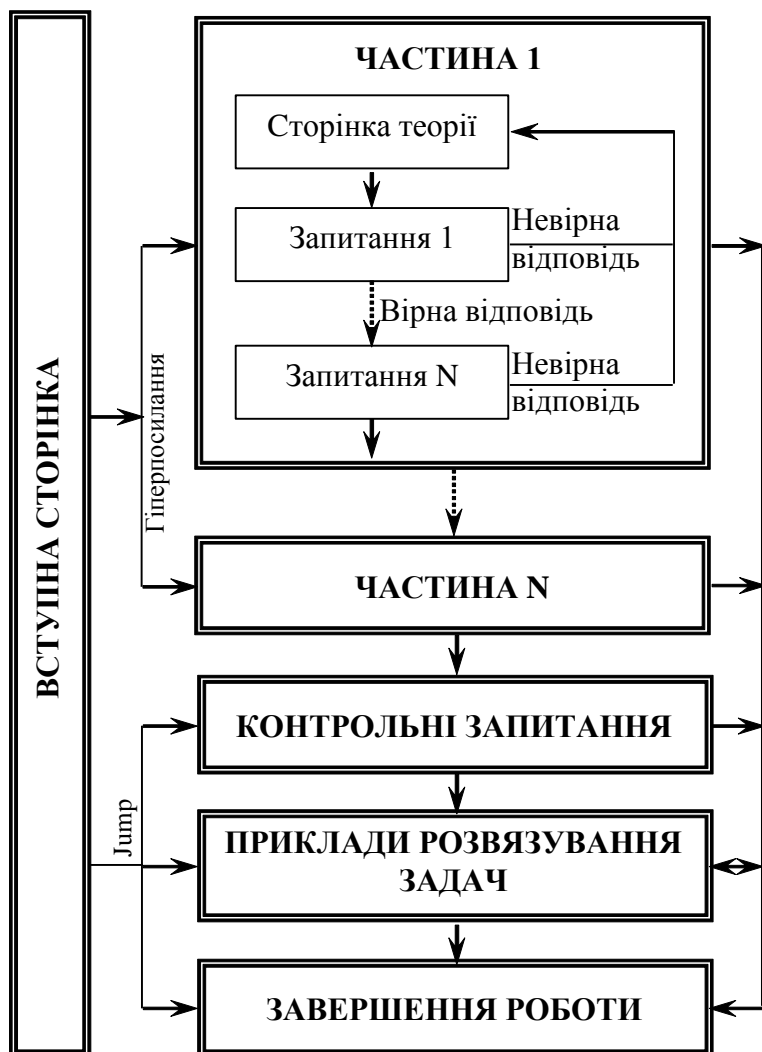 ВСТУПНА СТОРІНКА
Гіперпосилання
Jump
ЧАСТИНА 1
Сторінка теорії
Запитання 1
Невірна
відповідь
Вірна відповідь
Запитання N
Невірна
відповідь
ЧАСТИНА N
КОНТРОЛЬНІ ЗАПИТАННЯ
ПРИКЛАДИ РОЗВЯЗУВАННЯ
ЗАДАЧ
ЗАВЕРШЕННЯ РОБОТИ